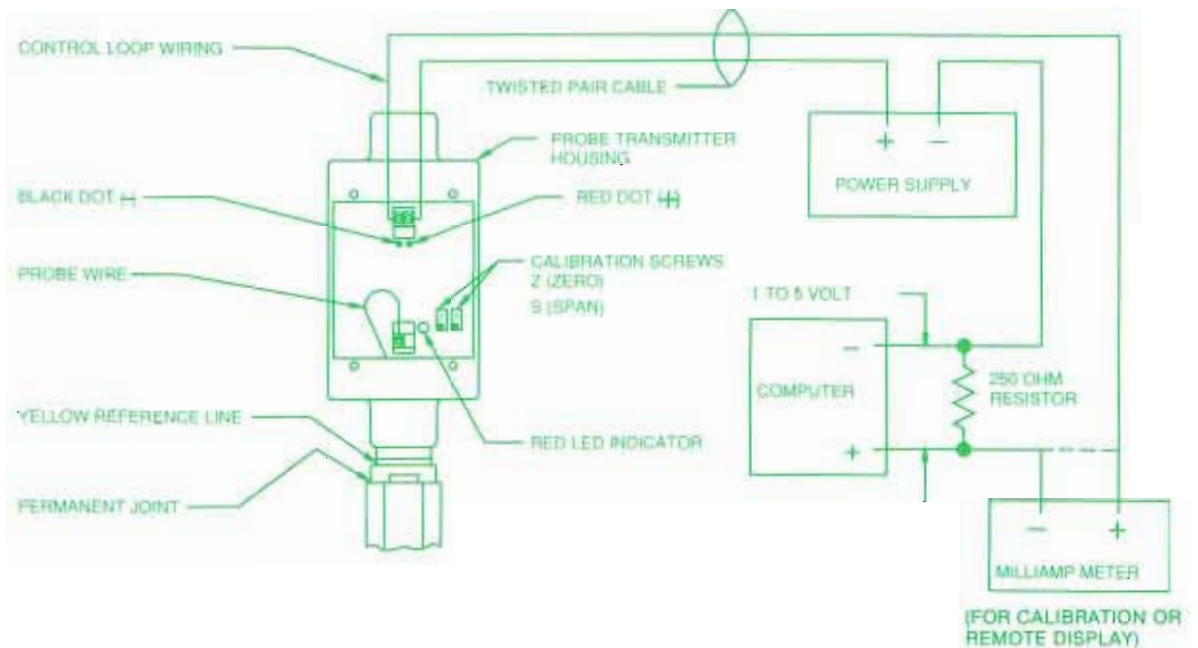 CONTROL LOOP WIRING
TWISTED PAIR CABLE
PROBE TRANSMITTER
HOUSING
+ −
POWER SUPPLY
BLACK DOT (-)
RED DOT (+)
PROBE WIRE
CALIBRATION SCREWS
Z (ZERO)
S (SPAN)
1 TO 5 VOLT
−
COMPUTER
+
250 OHM
RESISTOR
YELLOW REFERENCE LINE
RED LED INDICATOR
PERMANENT JOINT
− +
MILLIAMP METER
(FOR CALIBRATION OR
REMOTE DISPLAY)